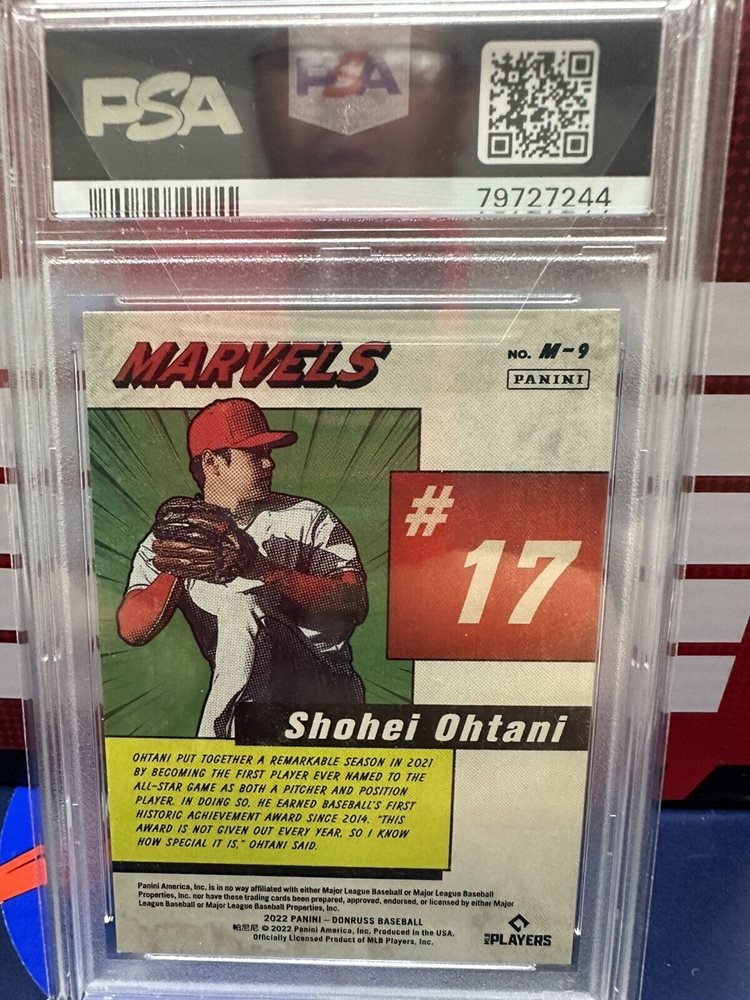 PSA
PSA
79727244
MARVELS
NO. M-9
PANINI
#
17
Shohei Ohtani
OHTANI PUT TOGETHER A REMARKABLE SEASON IN 2021
BY BECOMING THE FIRST PLAYER EVER NAMED TO THE
ALL-STAR GAME AS BOTH A PITCHER AND POSITION
PLAYER. IN DOING SO, HE EARNED BASEBALL'S FIRST
HISTORIC ACHIEVEMENT AWARD SINCE 2014. "THIS
AWARD IS NOT GIVEN OUT EVERY YEAR, SO I KNOW
HOW SPECIAL IT IS," OHTANI SAID.
Panini America, Inc. is in no way affiliated with either Major League Baseball or Major League Baseball
Properties, Inc. nor have these trading cards been prepared, approved, endorsed, or licensed by either Major
League Baseball or Major League Baseball Properties, Inc.
2022 PANINI – DONRUSS BASEBALL
帕尼尼 © 2022 Panini America, Inc. Produced in the USA.
Officially Licensed Product of MLB Players, Inc.
MLB PLAYERS